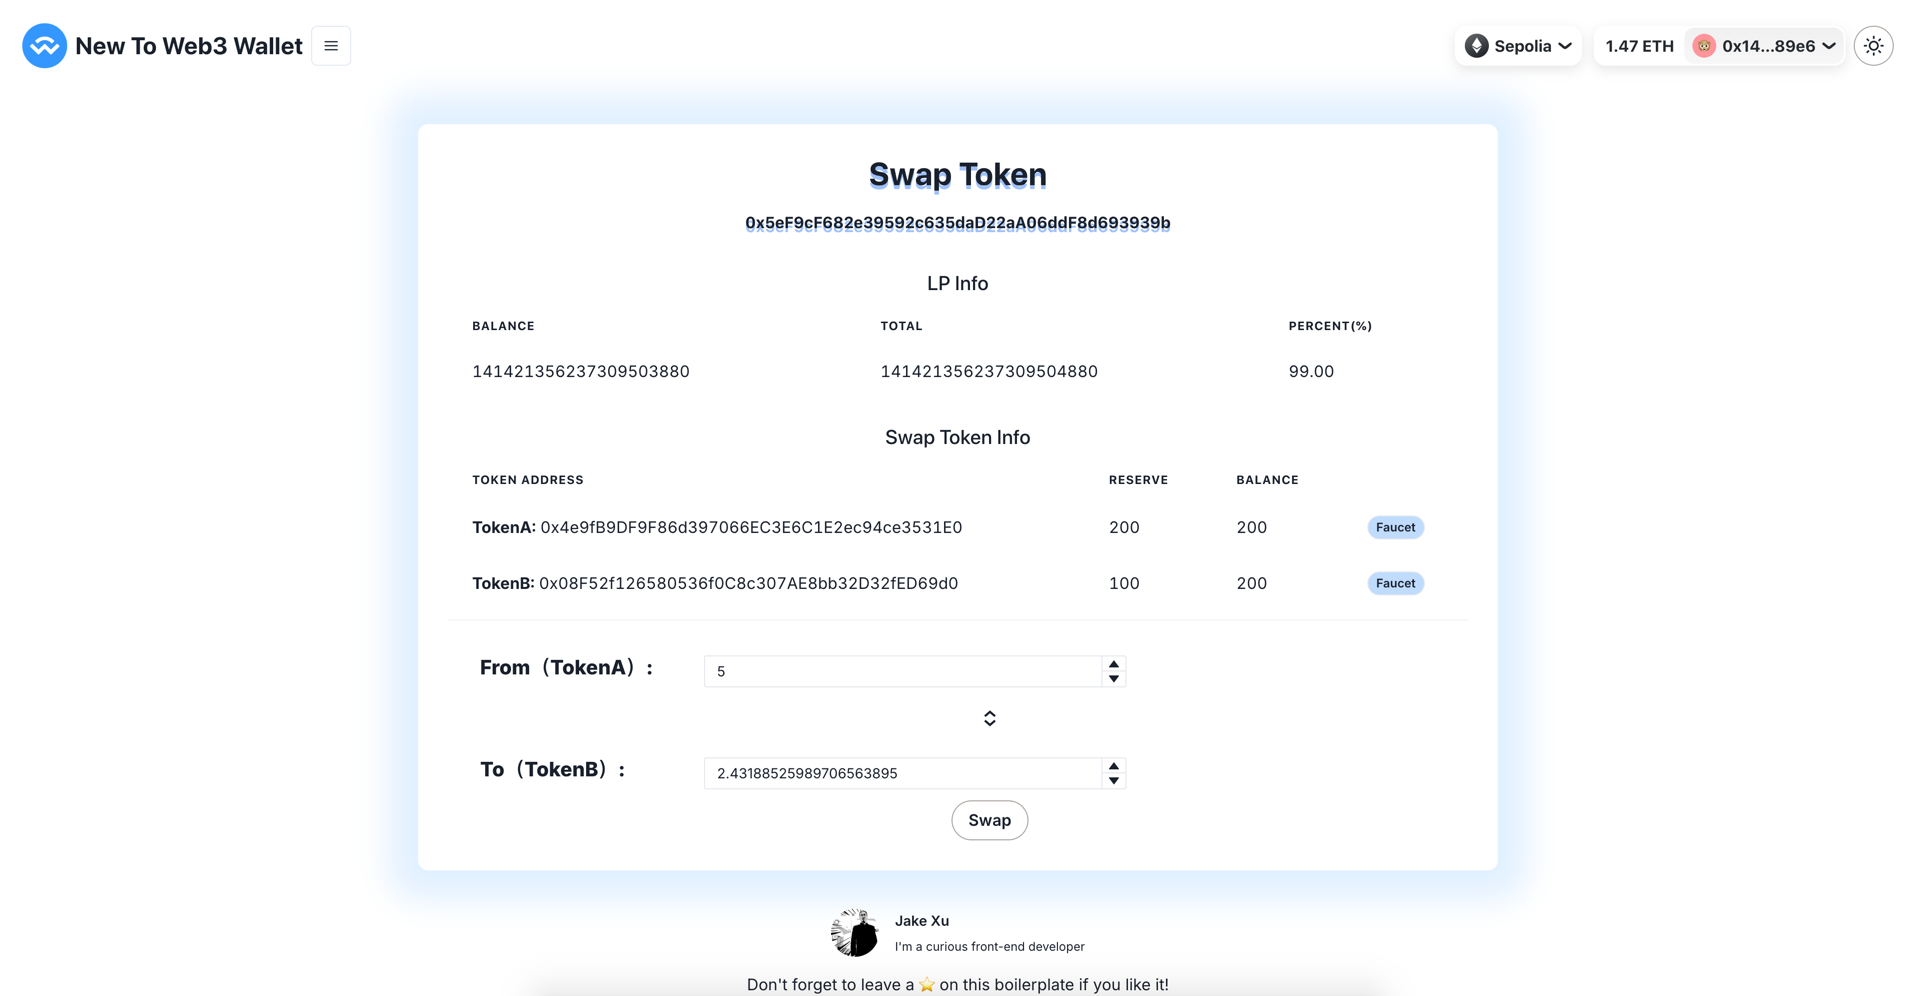 New To Web3 Wallet
Sepolia
1.47 ETH
0x14...89e6
Swap Token
0x5eF9cF682e39592c635daD22aA06ddF8d693939b
LP Info
BALANCE TOTAL PERCENT(%)
141421356237309503880 141421356237309504880 99.00
Swap Token Info
TOKEN ADDRESS RESERVE BALANCE
TokenA: 0x4e9fB9DF9F86d397066EC3E6C1E2ec94ce3531E0 200 200 Faucet
TokenB: 0x08F52f126580536f0C8c307AE8bb32D32fED69d0 100 200 Faucet
From（TokenA）: 5
To（TokenB）: 2.43188525989706563895
Swap
Jake Xu
I'm a curious front-end developer
Don't forget to leave a ⭐ on this boilerplate if you like it!